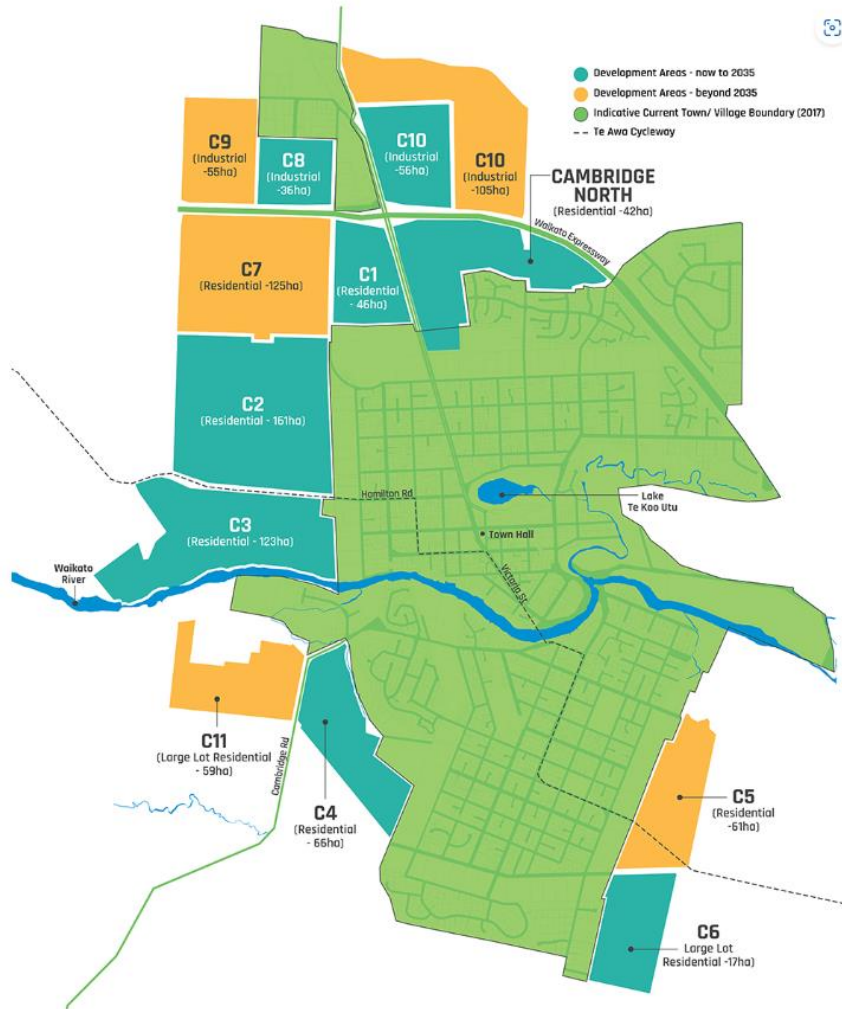 Development Areas - now to 2035
Development Areas - beyond 2035
Indicative Current Town/ Village Boundary (2017)
Te Awa Cycleway
C9
(Industrial
-55ha)
C8
(Industrial
-36ha)
C10
(Industrial
-56ha)
C10
(Industrial
-105ha)
CAMBRIDGE
NORTH
(Residential -42ha)
Waikato Expressway
C7
(Residential -125ha)
C1
(Residential
- 46ha)
C2
(Residential - 161ha)
Hamilton Rd
Lake
Te Koo Utu
Town Hall
C3
(Residential - 123ha)
Waikato
River
Victoria St
C11
(Large Lot Residential
- 59ha)
Cambridge Rd
C4
(Residential
- 66ha)
C5
(Residential
-61ha)
C6
Large Lot
Residential -17ha)